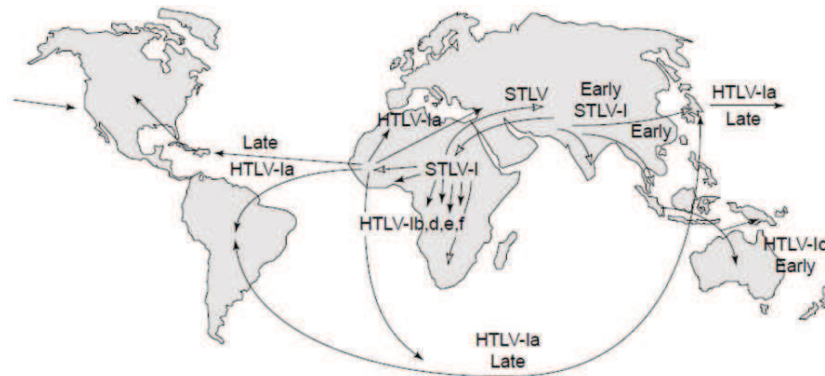 STLV
Early
STLV-I
HTLV-Ia
Late
HTLV-Ia
Early
Late
HTLV-Ia
STLV-I
HTLV-Ib,d,e,f
HTLV-Ic
Early
HTLV-Ia
Late